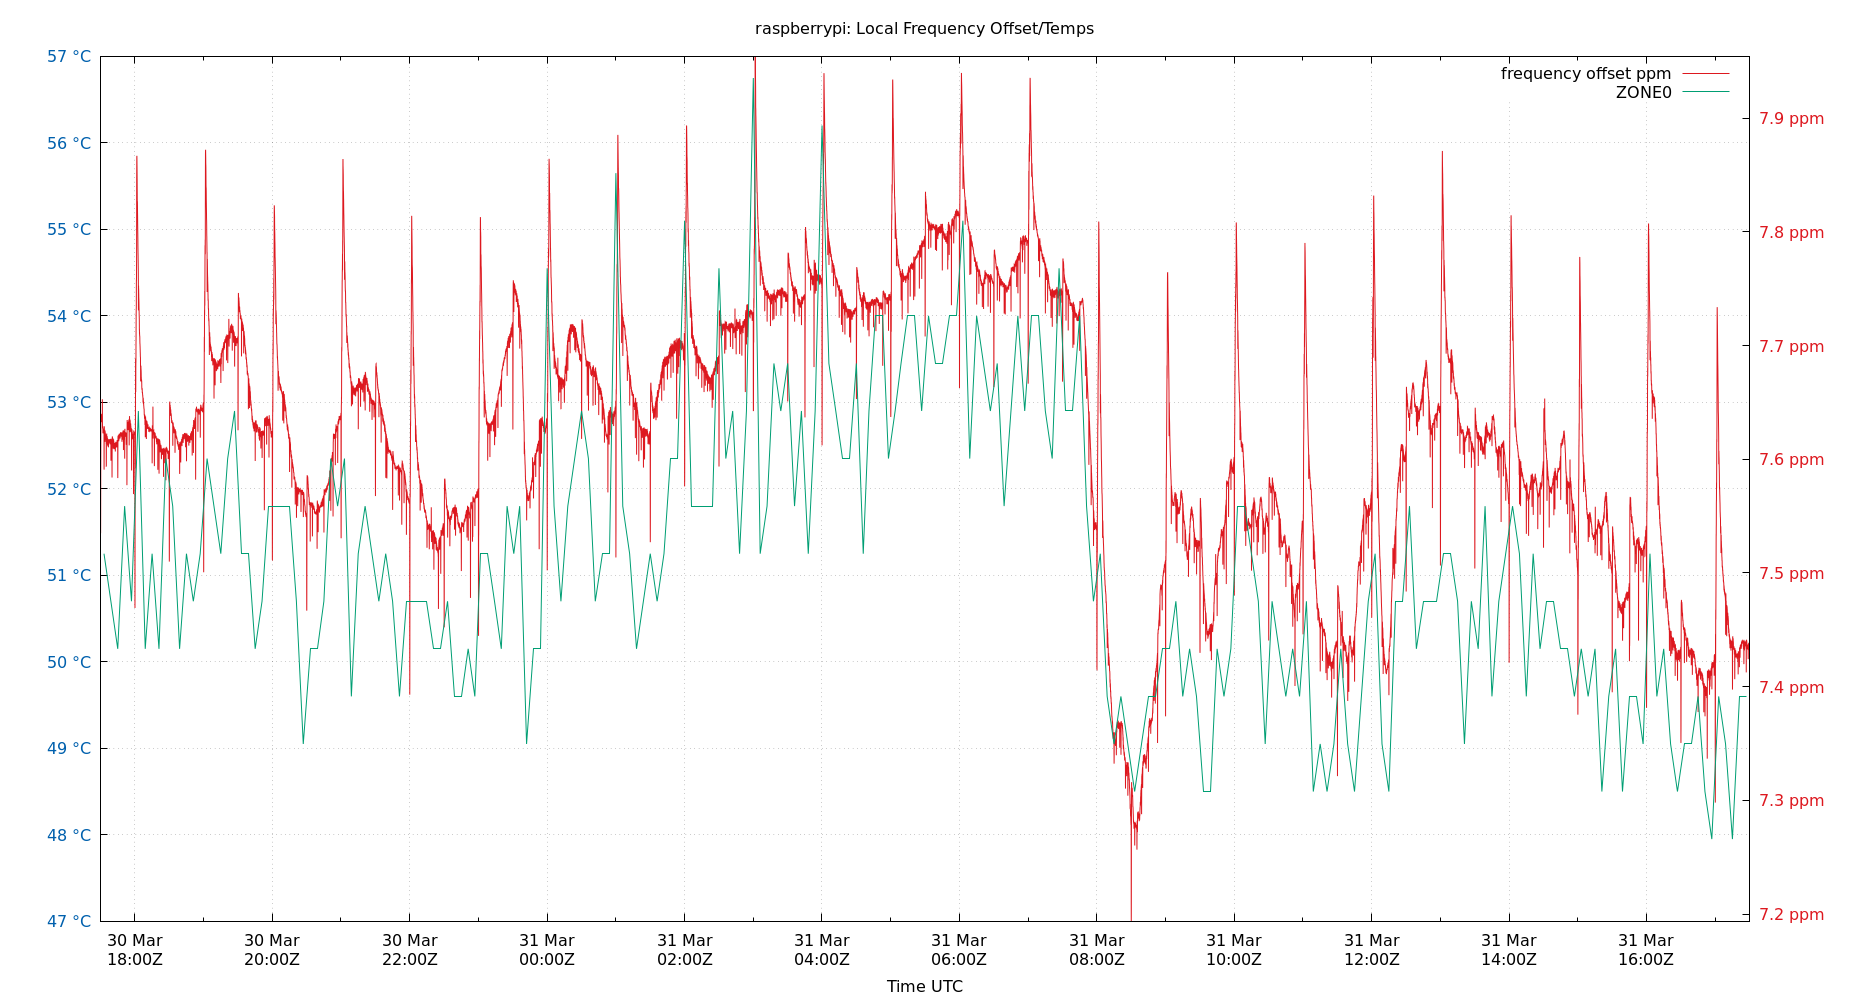 raspberrypi: Local Frequency Offset/Temps
57 °C
56 °C
55 °C
54 °C
53 °C
52 °C
51 °C
50 °C
49 °C
48 °C
47 °C
frequency offset ppm
ZONE0
7.9 ppm
7.8 ppm
7.7 ppm
7.6 ppm
7.5 ppm
7.4 ppm
7.3 ppm
7.2 ppm
30 Mar
18:00Z
30 Mar
20:00Z
30 Mar
22:00Z
31 Mar
00:00Z
31 Mar
02:00Z
31 Mar
04:00Z
31 Mar
06:00Z
31 Mar
08:00Z
31 Mar
10:00Z
31 Mar
12:00Z
31 Mar
14:00Z
31 Mar
16:00Z
Time UTC